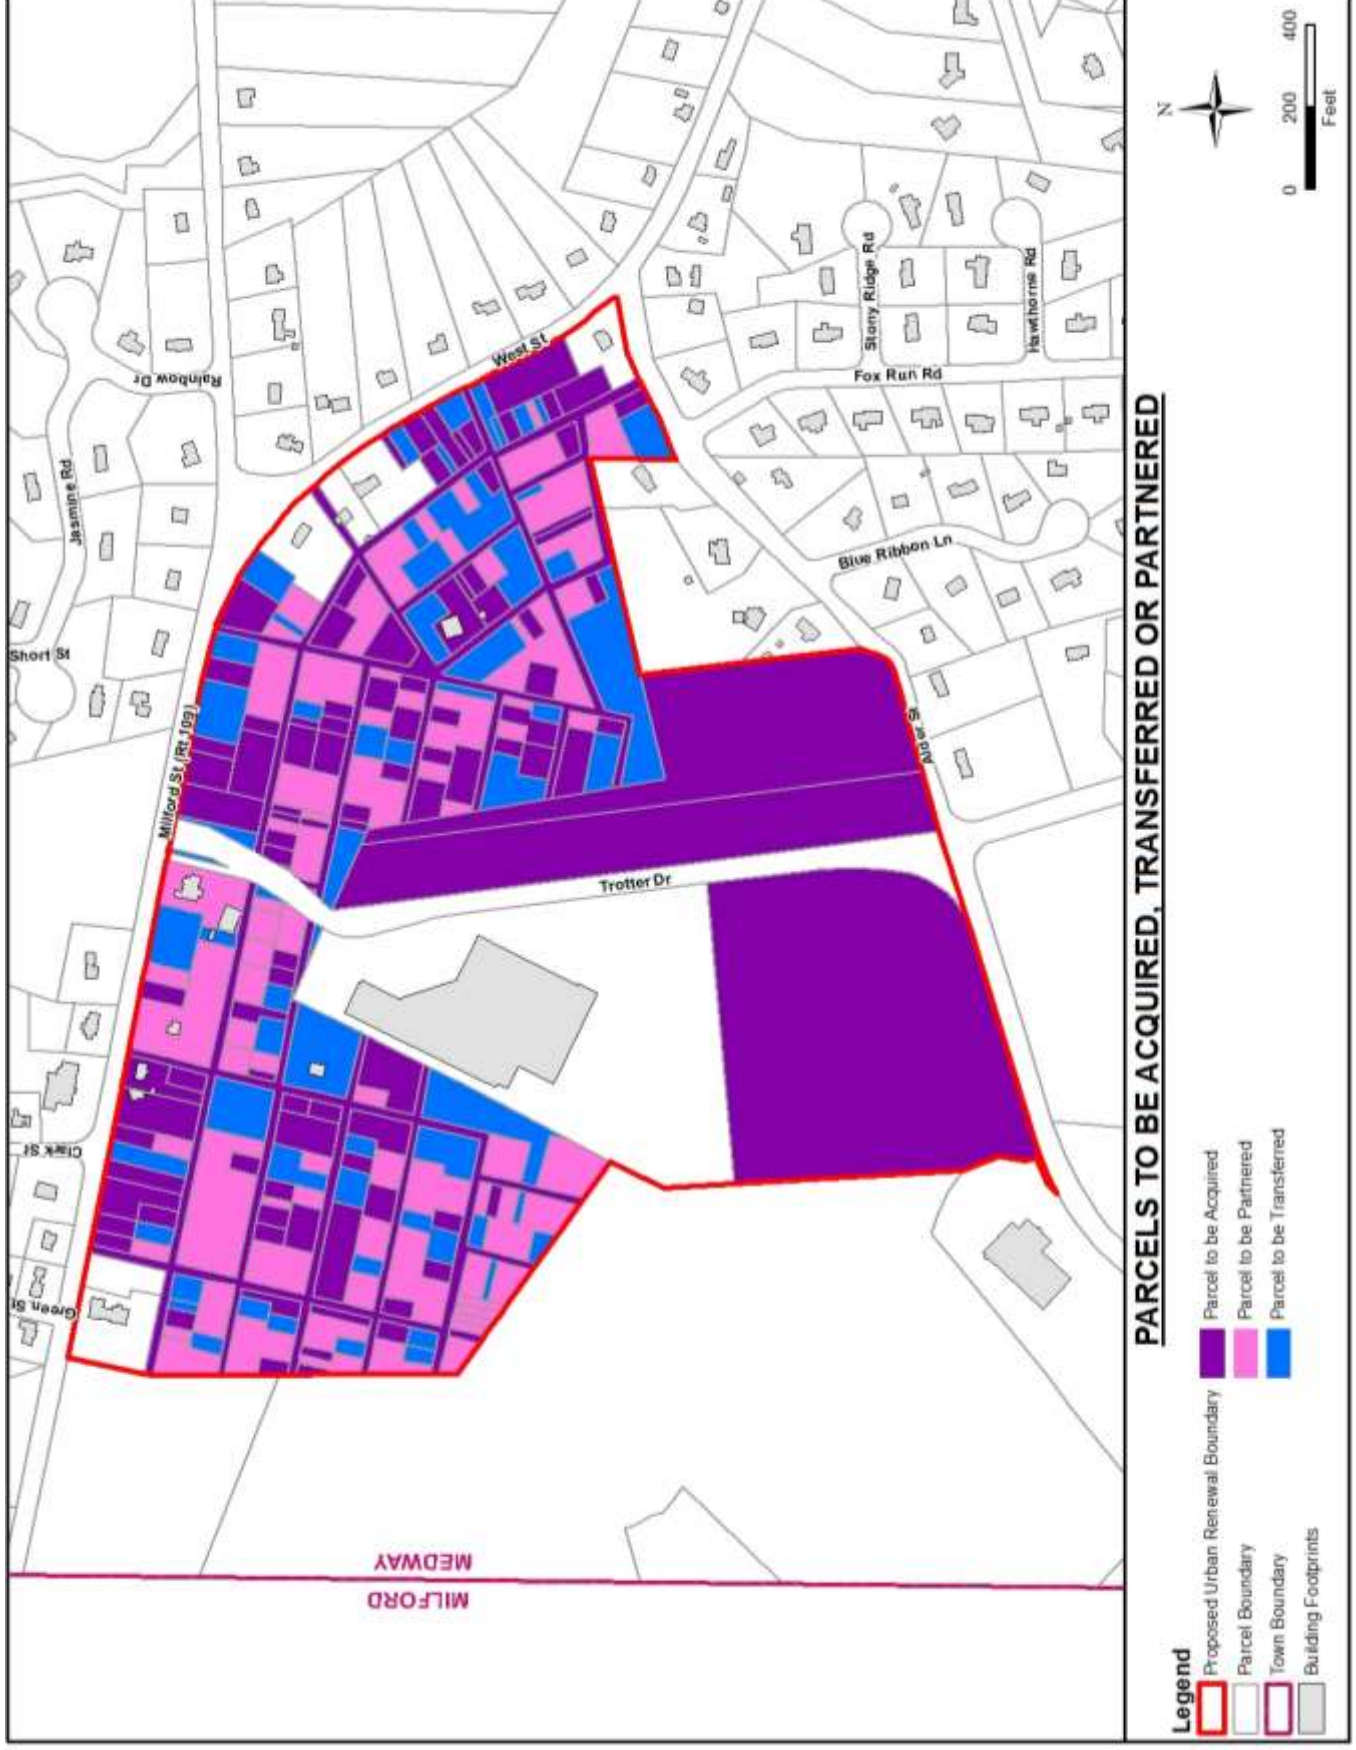 Short St
Jasmine Rd
Rainbow Dr
Green St
Clark St
Milford St (Rt.109)
West St
Trotter Dr
Alder St
Stony Ridge Rd
Hawthorne Rd
Fox Run Rd
Blue Ribbon Ln
MILFORD
MEDWAY
PARCELS TO BE ACQUIRED, TRANSFERRED OR PARTNERED
Legend
Proposed Urban Renewal Boundary
Parcel Boundary
Town Boundary
Building Footprints
Parcel to be Acquired
Parcel to be Partnered
Parcel to be Transferred
N
0 200 400
Feet